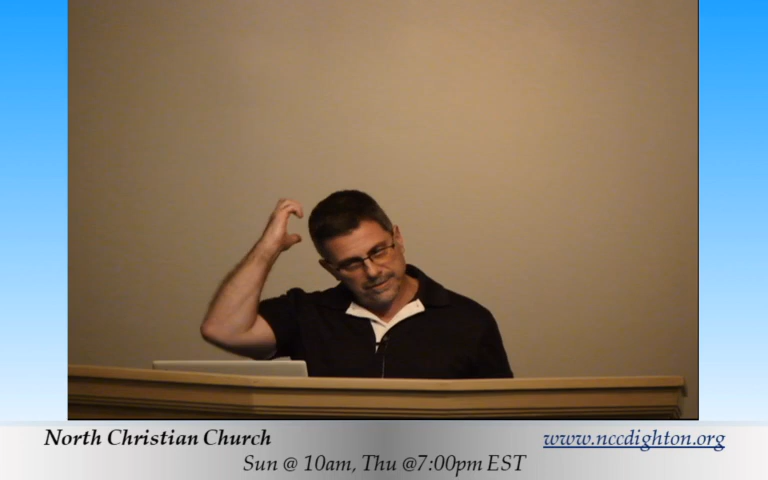 North Christian Church www.nccdighton.org
Sun @ 10am, Thu @7:00pm EST